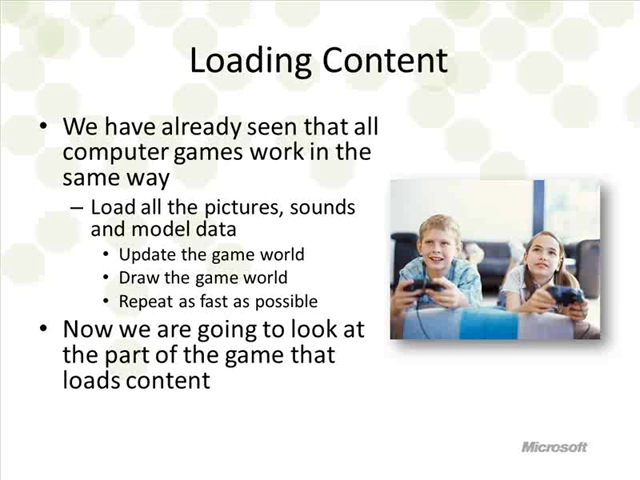 Loading Content
• We have already seen that all
computer games work in the
same way
– Load all the pictures, sounds
and model data
• Update the game world
• Draw the game world
• Repeat as fast as possible
• Now we are going to look at
the part of the game that
loads content
Microsoft